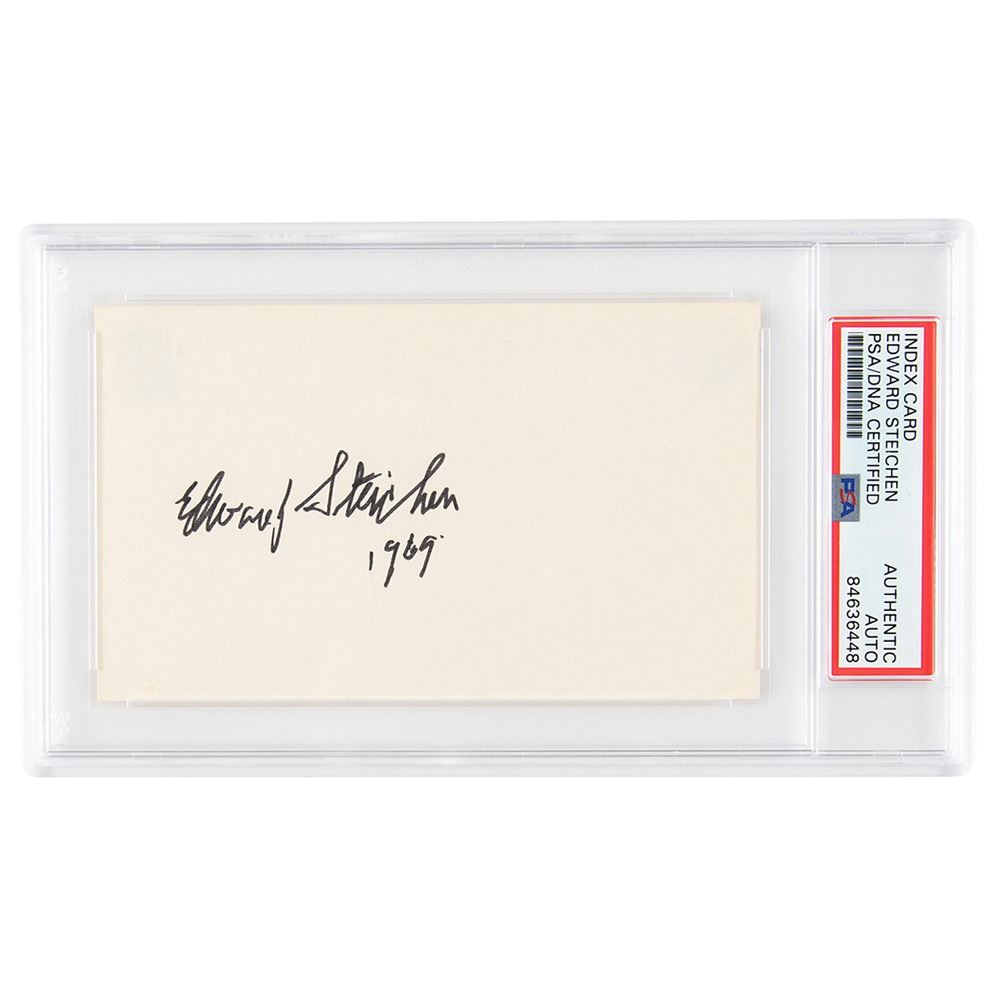 Edward Steichen
1969
INDEX CARD
EDWARD STEICHEN
PSA/DNA CERTIFIED
PSA
AUTHENTIC
AUTO
84636448